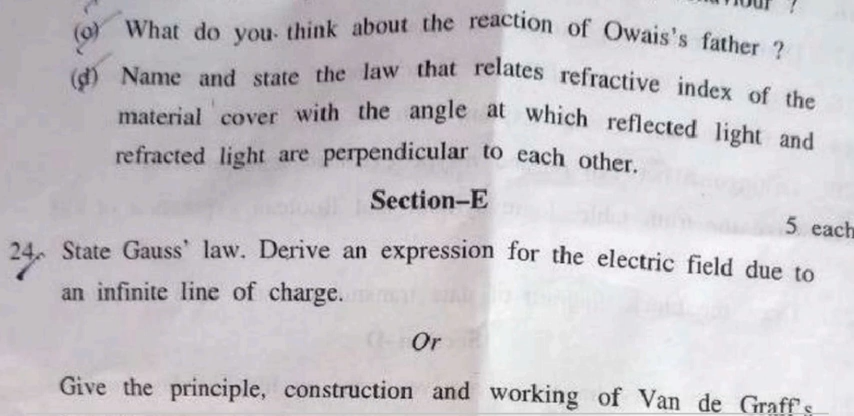 (c) What do you think about the reaction of Owais's father ?
(d) Name and state the law that relates refractive index of the
material cover with the angle at which reflected light and
refracted light are perpendicular to each other.
Section–E
5 each
24. State Gauss' law. Derive an expression for the electric field due to
an infinite line of charge.
Or
Give the principle, construction and working of Van de Graff's